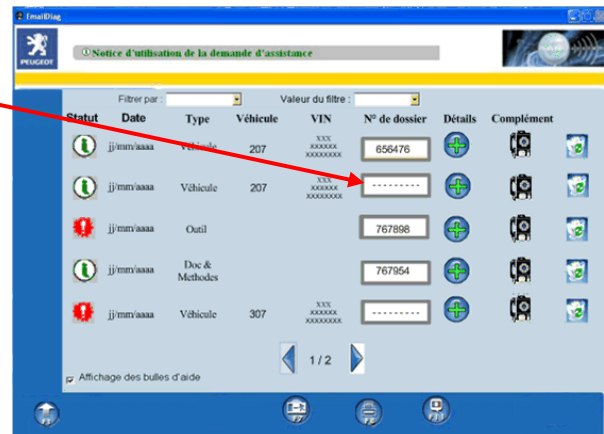 EmailDiag
PEUGEOT
Notice d'utilisation de la demande d'assistance
Filtrer par :
Valeur du filtre :
Statut Date Type Véhicule VIN N° de dossier Détails Complément
jj/mm/aaaa Véhicule 207 XXX XXXXXX XXXXXXXX 656476
jj/mm/aaaa Véhicule 207 XXX XXXXXX XXXXXXXX ---------
jj/mm/aaaa Outil 767898
jj/mm/aaaa Doc & Methodes 767954
jj/mm/aaaa Véhicule 307 XXX XXXXXX XXXXXXXX ---------
1 / 2
Affichage des bulles d'aide